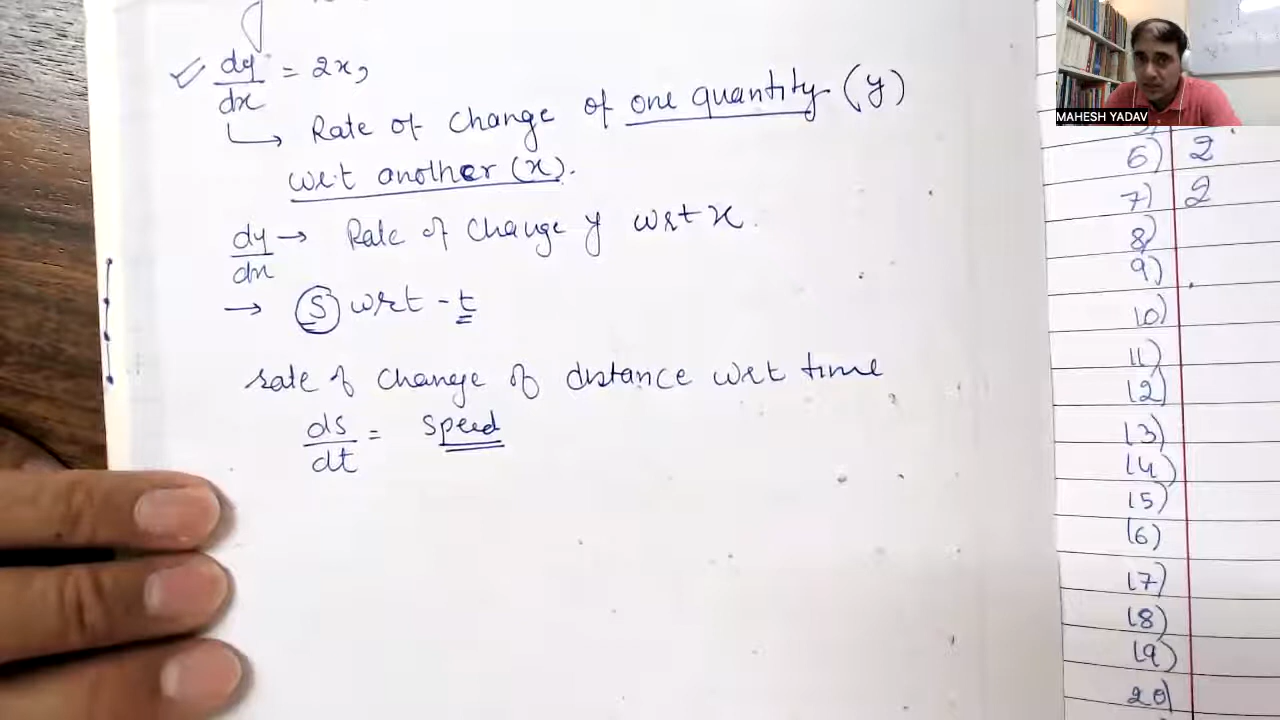 dy/dx = 2x,
Rate of change of one quantity (y)
w.r.t another (x).
dy/dx → Rate of change y wrt x.
→ S wrt - t
rate of change of distance wrt time
ds/dt = speed
MAHESH YADAV
6) 2
7) 2
8)
9)
10)
11)
12)
13)
14)
15)
16)
17)
18)
19)
20)